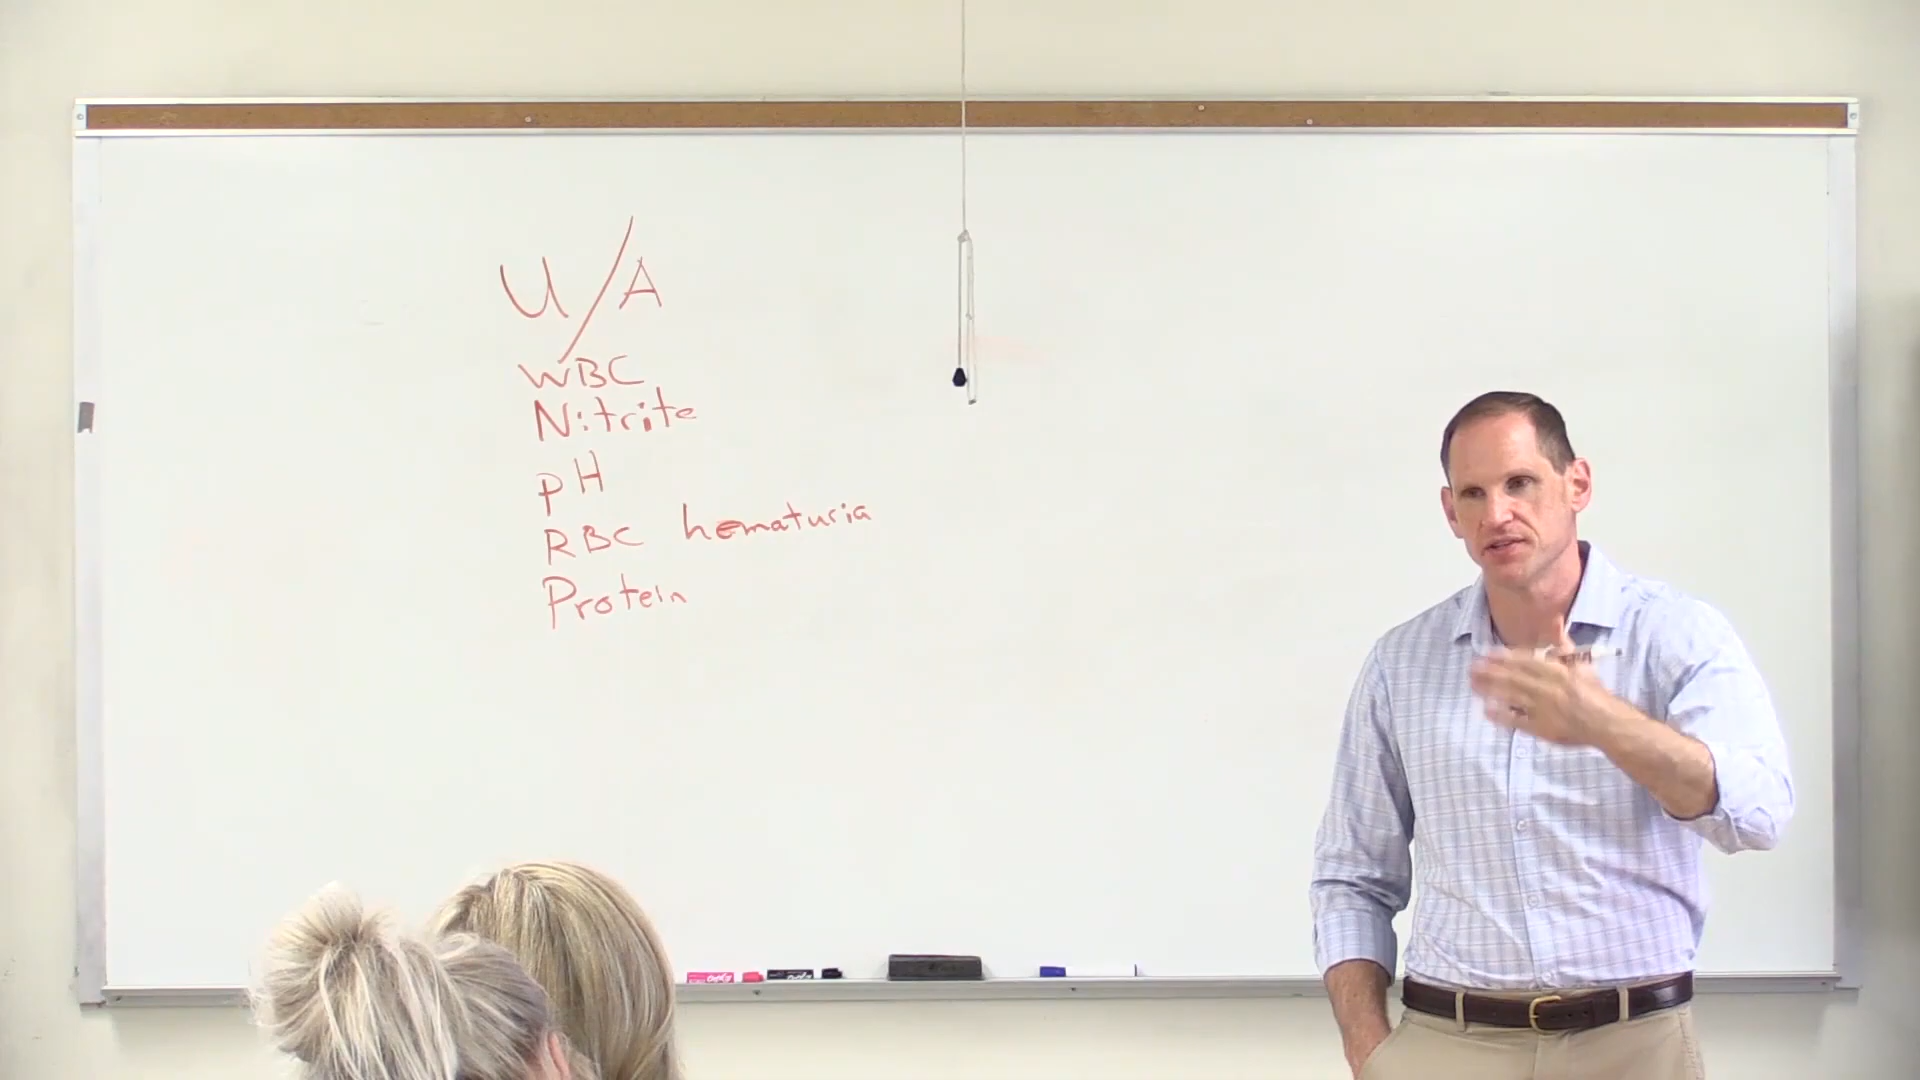 U/A
WBC
Nitrite
pH
RBC hematuria
Protein